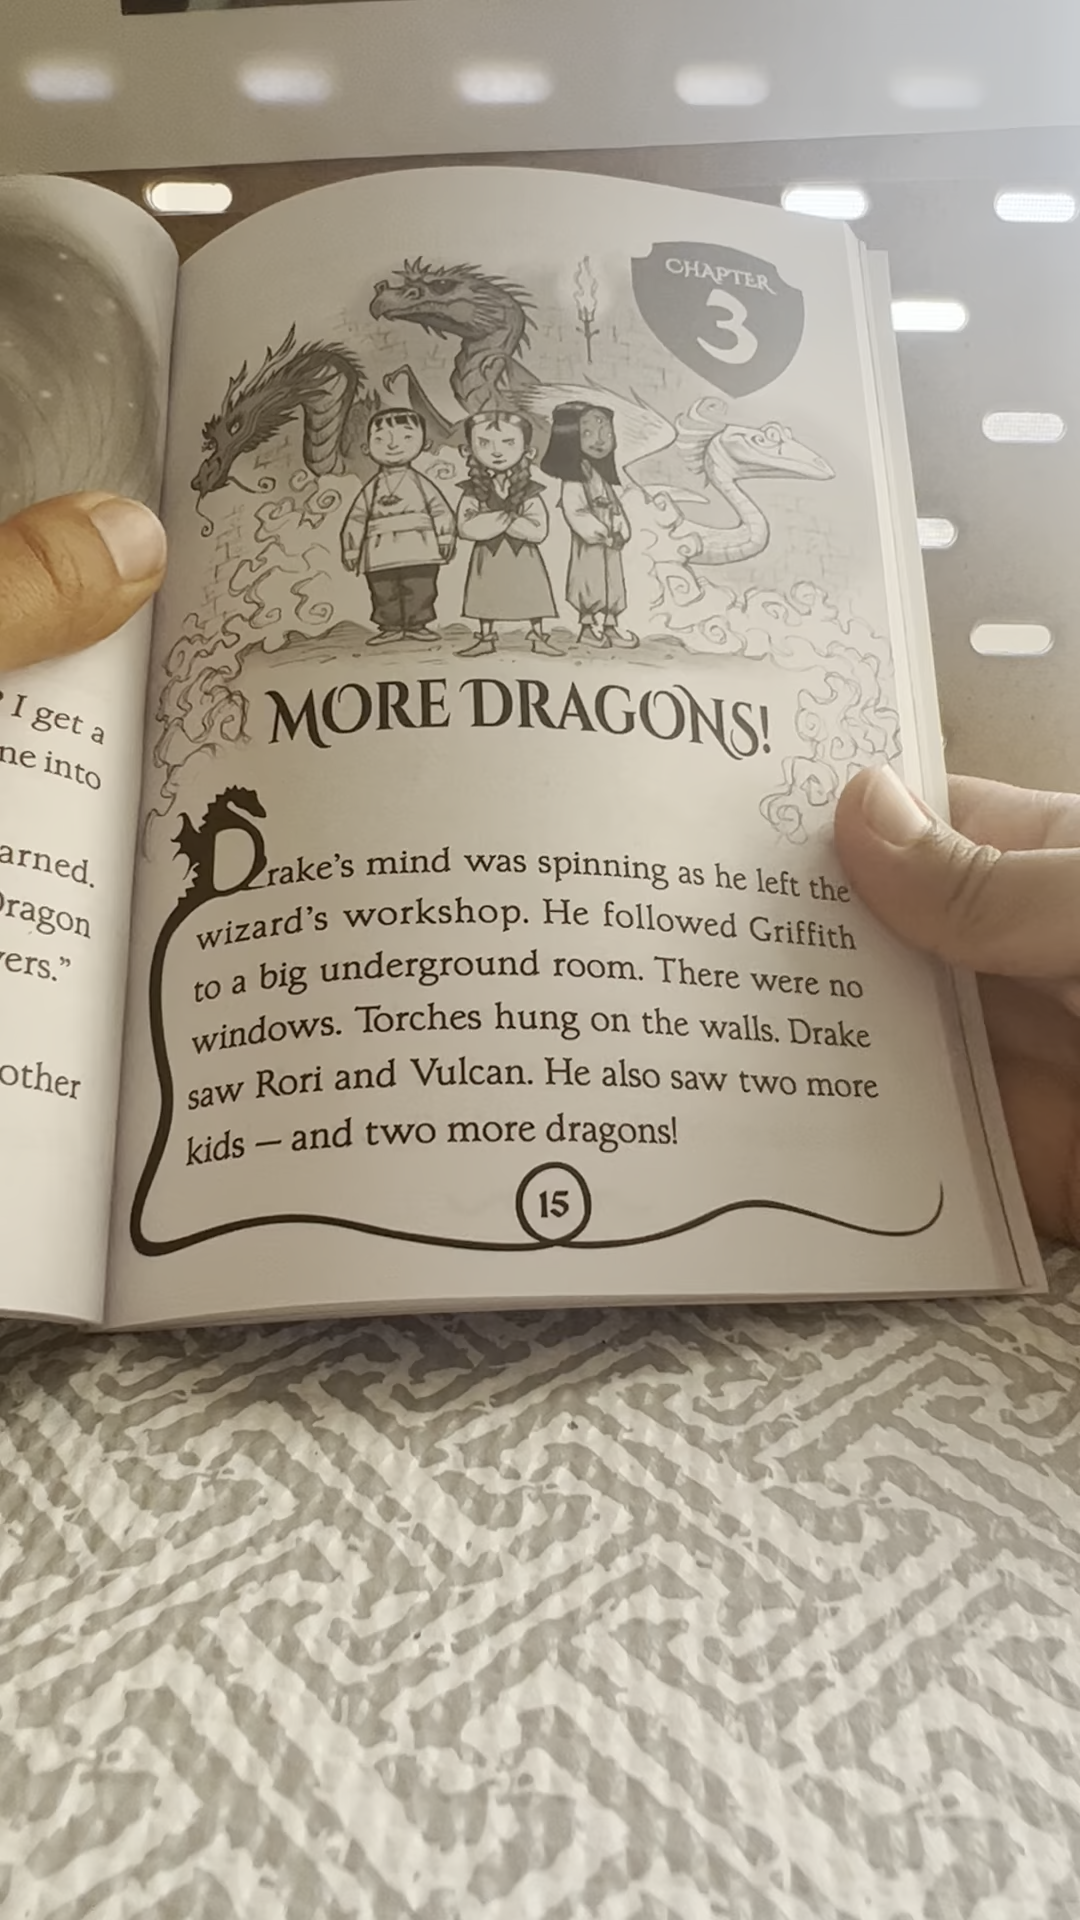 I get a
ne into
arned.
Dragon
ers.”
other
CHAPTER
3
MORE DRAGONS!
Drake’s mind was spinning as he left the
wizard’s workshop. He followed Griffith
to a big underground room. There were no
windows. Torches hung on the walls. Drake
saw Rori and Vulcan. He also saw two more
kids — and two more dragons!
15